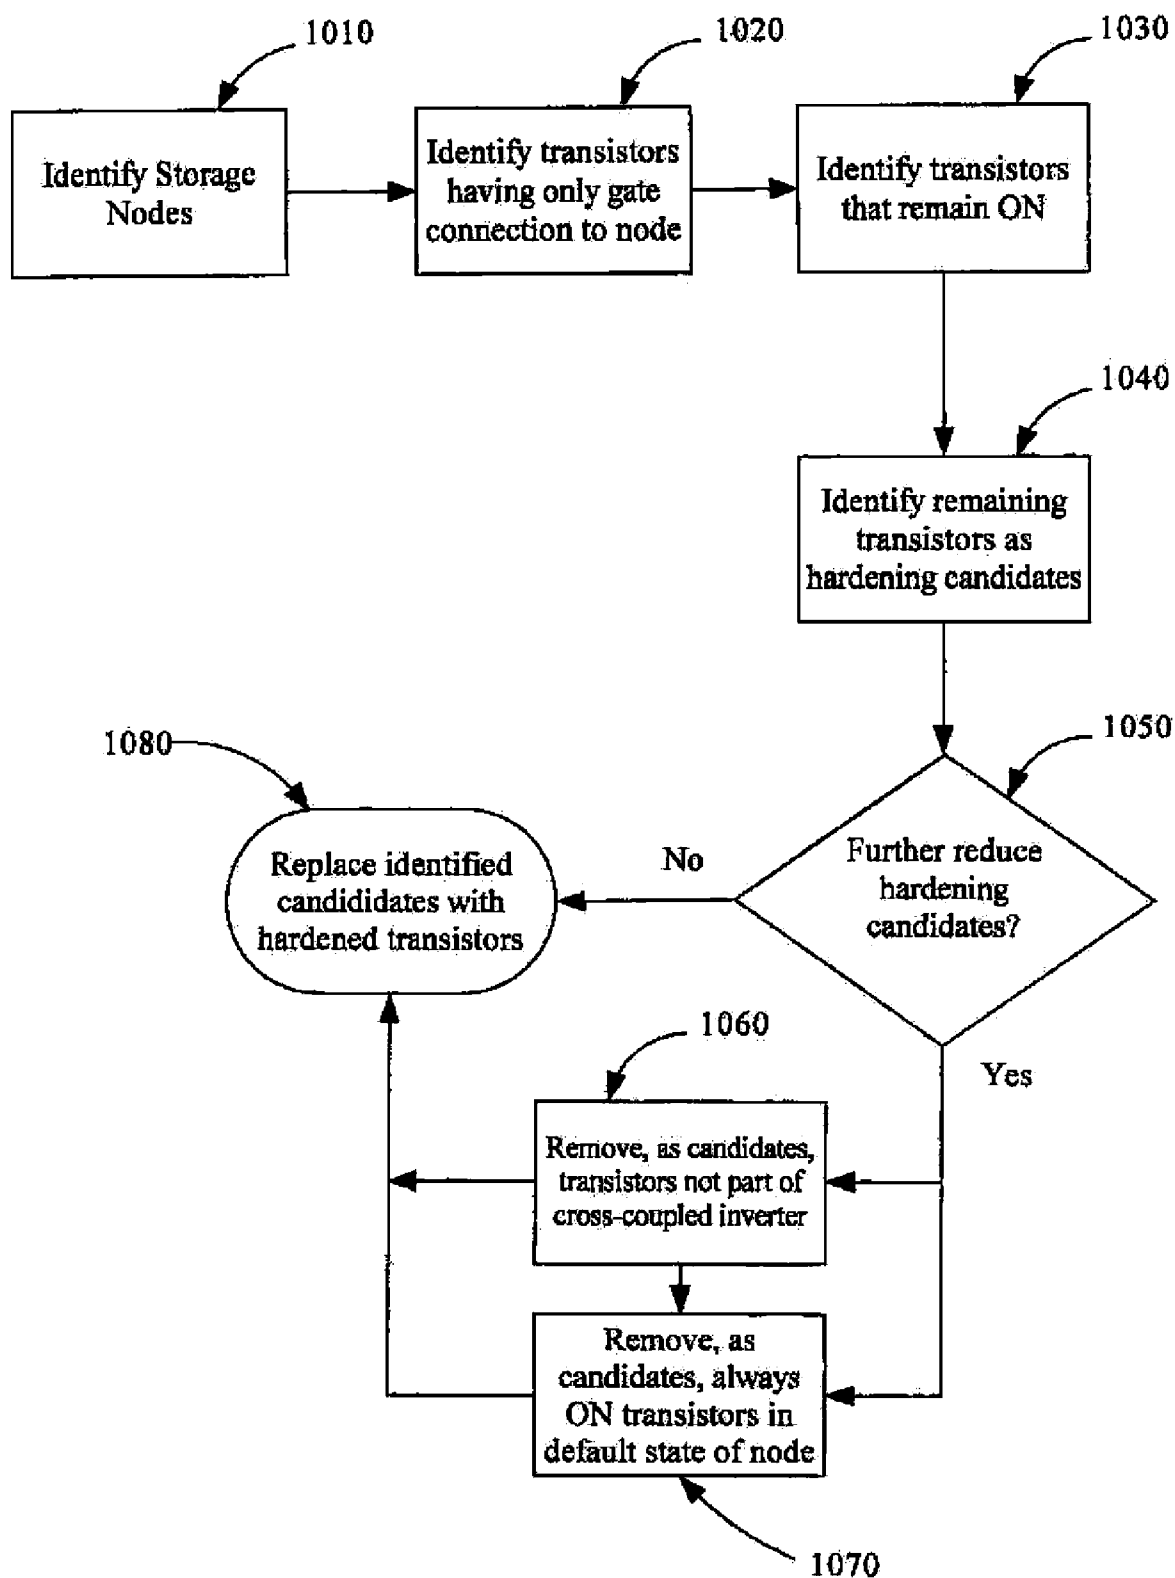 1010
1020
1030
Identify Storage
Nodes
Identify transistors
having only gate
connection to node
Identify transistors
that remain ON
1040
Identify remaining
transistors as
hardening candidates
1050
1080
Further reduce
hardening
candidates?
No
Replace identified
candididates with
hardened transistors
1060
Yes
Remove, as candidates,
transistors not part of
cross-coupled inverter
Remove, as
candidates, always
ON transistors in
default state of node
1070